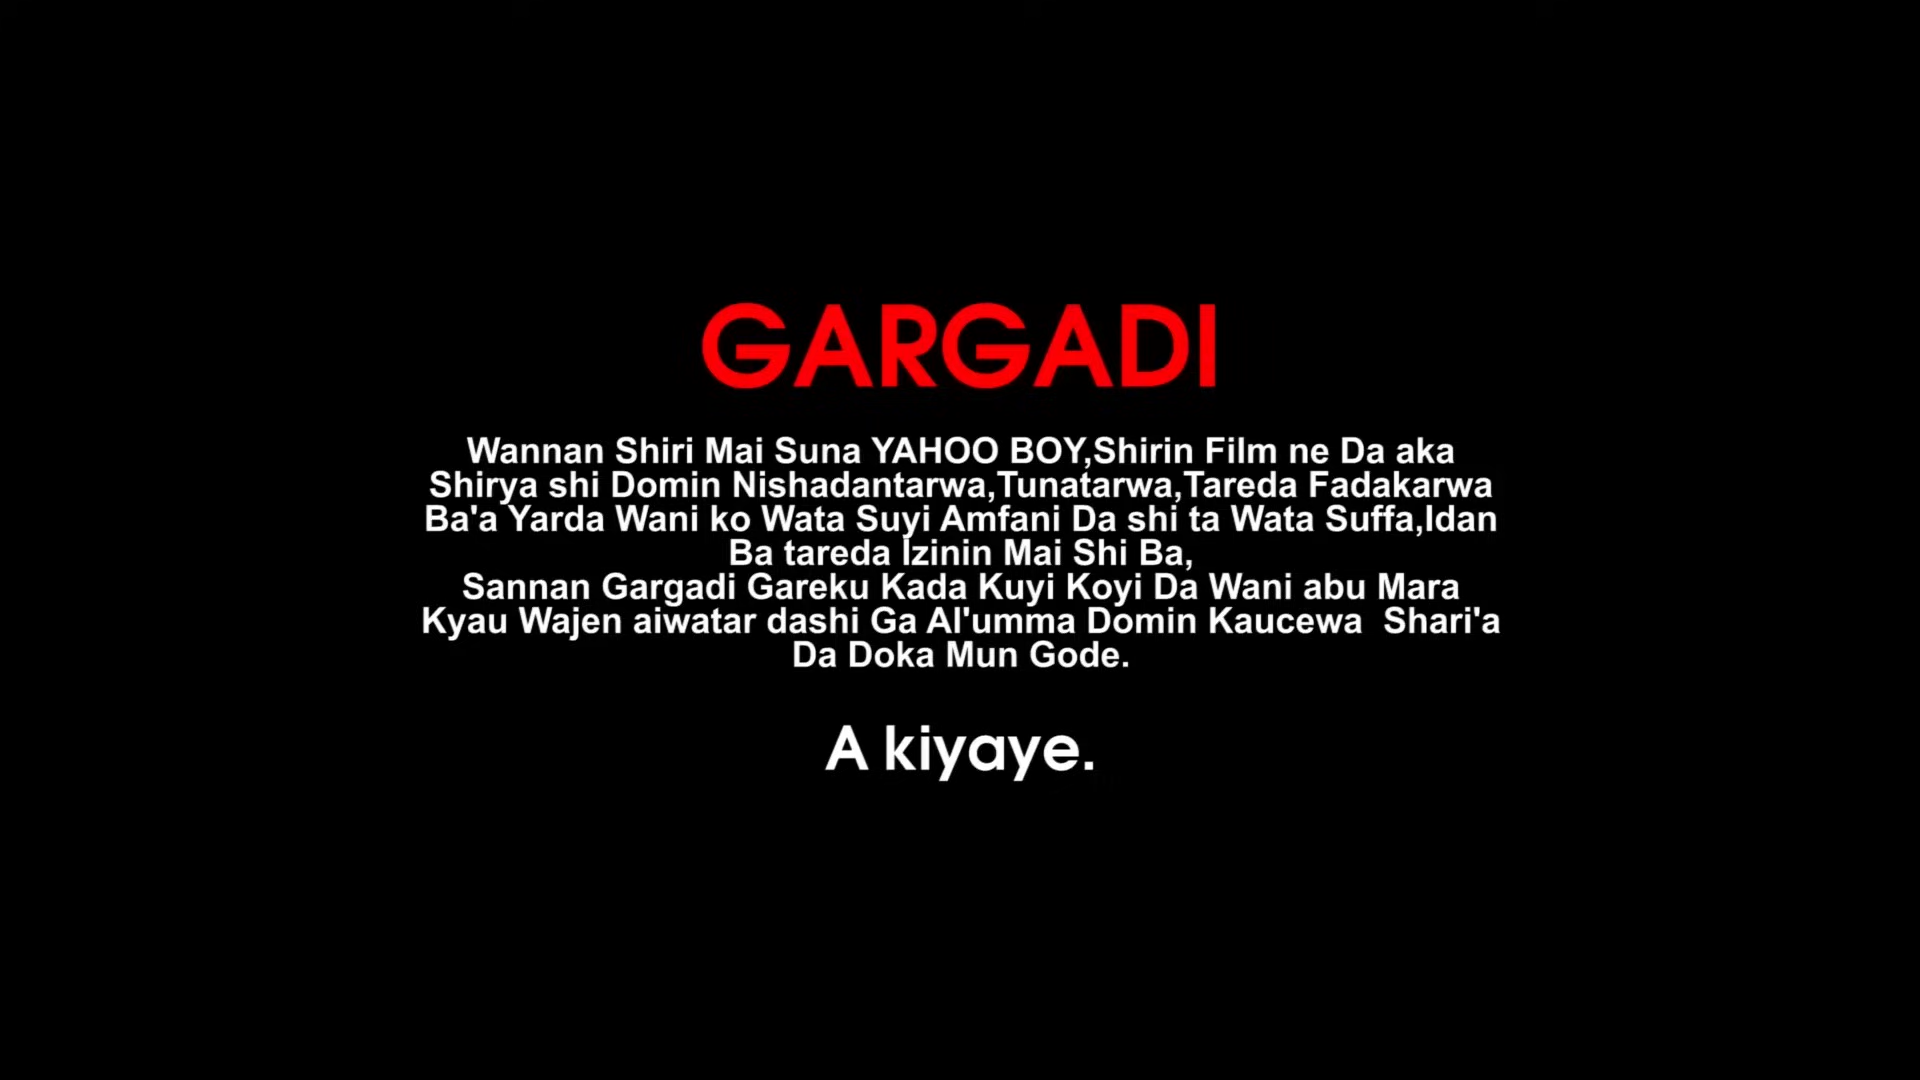 GARGADI
Wannan Shiri Mai Suna YAHOO BOY,Shirin Film ne Da aka
Shirya shi Domin Nishadantarwa,Tunatarwa,Tareda Fadakarwa
Ba'a Yarda Wani ko Wata Suyi Amfani Da shi ta Wata Suffa,Idan
Ba tareda Izinin Mai Shi Ba,
Sannan Gargadi Gareku Kada Kuyi Koyi Da Wani abu Mara
Kyau Wajen aiwatar dashi Ga Al'umma Domin Kaucewa  Shari'a
Da Doka Mun Gode.
A kiyaye.